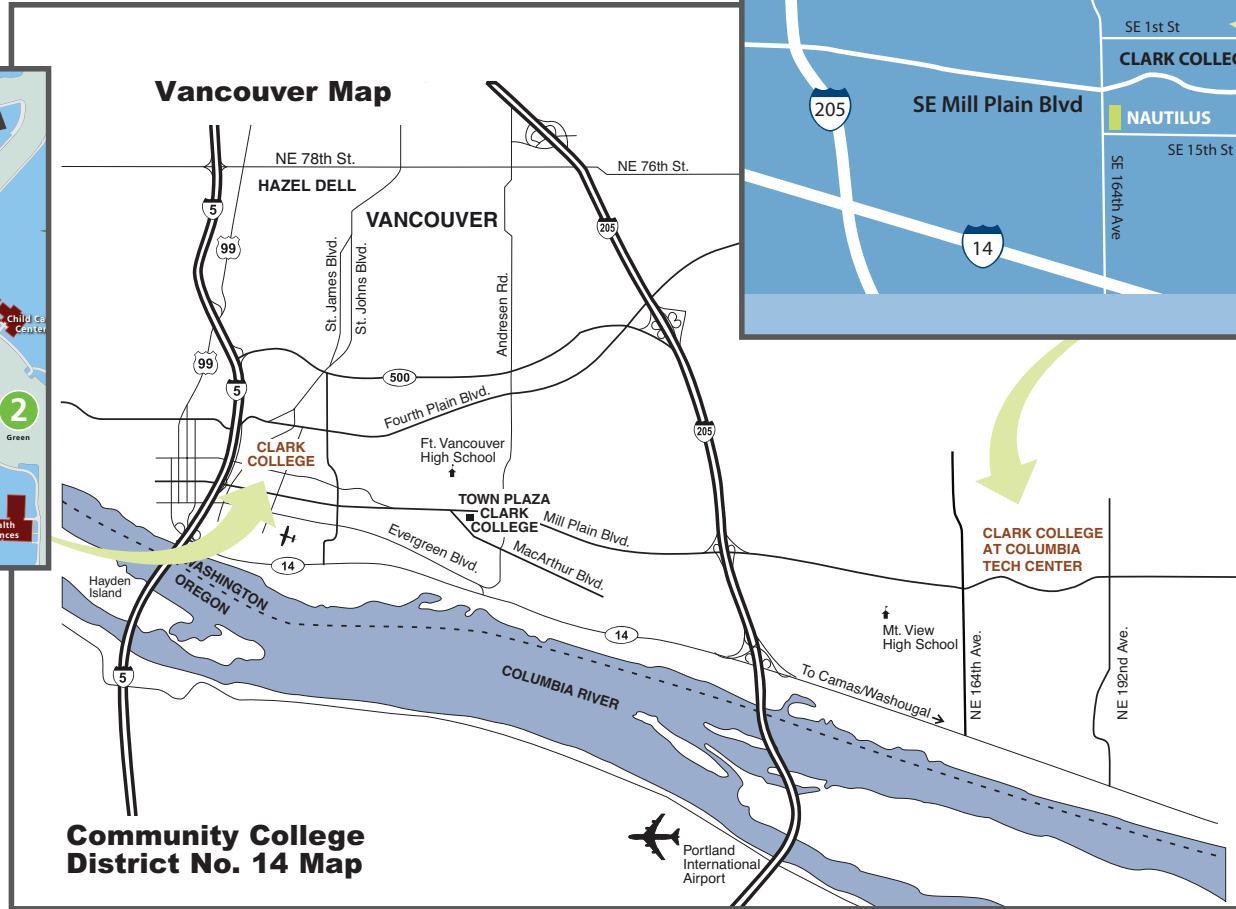 Vancouver Map
SE 1st St
205
SE Mill Plain Blvd
NAUTILUS
SE 15th St
SE 164th Ave
14
NE 78th St.
NE 76th St.
HAZEL DELL
VANCOUVER
5
99
205
St. James Blvd.
St. Johns Blvd.
Andresen Rd.
Child
Center
99
5
500
2
Green
Fourth Plain Blvd.
205
Ft. Vancouver
High School
CLARK
COLLEGE
TOWN PLAZA
CLARK
COLLEGE
Mill Plain Blvd.
Evergreen Blvd.
MacArthur Blvd.
14
CLARK COLLEGE
AT COLUMBIA
TECH CENTER
Hayden
Island
WASHINGTON
OREGON
14
Mt. View
High School
NE 164th Ave.
NE 192nd Ave.
5
COLUMBIA RIVER
To Camas/Washougal
Community College
District No. 14 Map
Portland
International
Airport